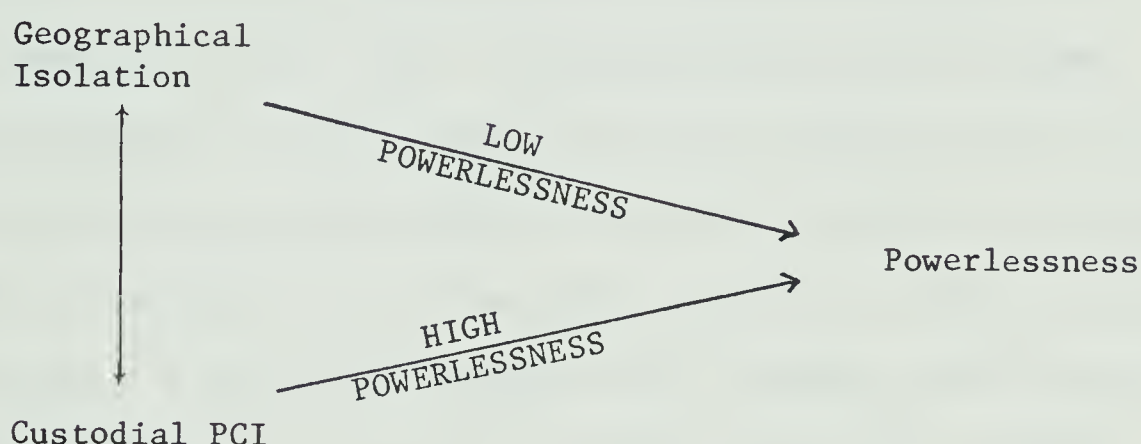 Geographical
Isolation
LOW
POWERLESSNESS
Powerlessness
HIGH
POWERLESSNESS
Custodial PCI